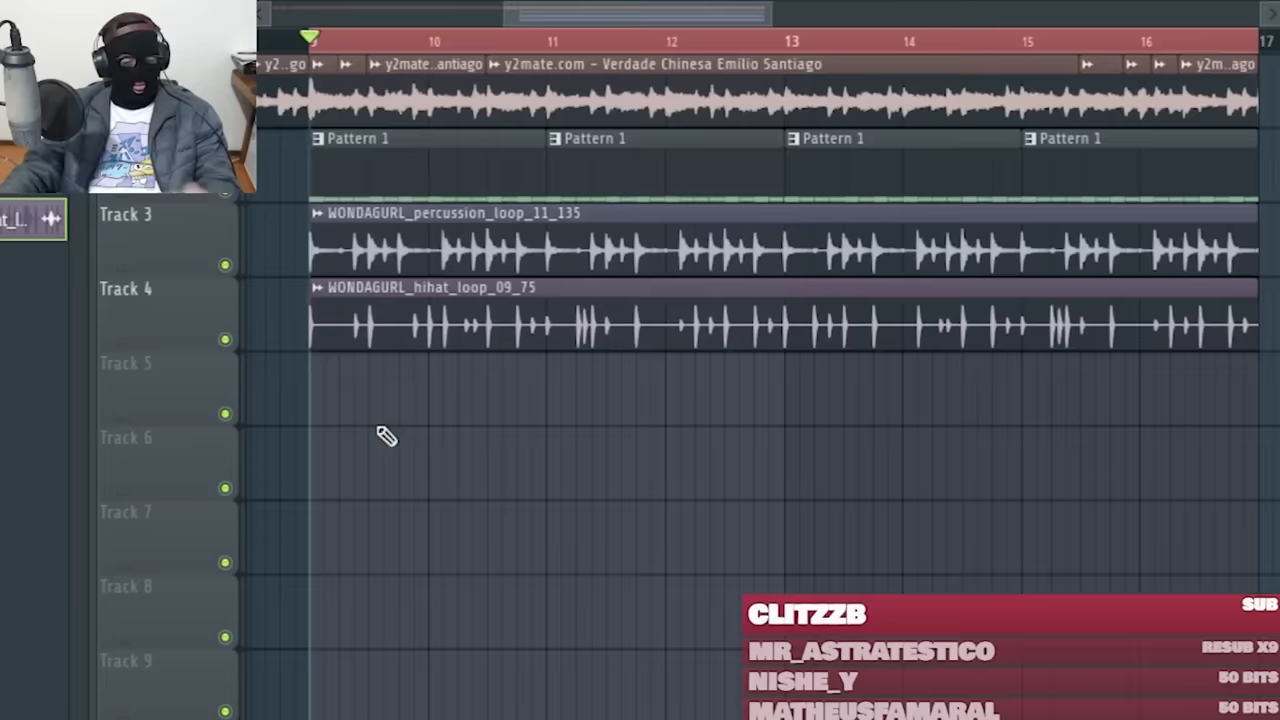 10 11 12 13 14 15 16 17
y2..go y2mate..antiago y2mate.com - Verdade Chinesa Emílio Santiago y2m..ago
Pattern 1 Pattern 1 Pattern 1 Pattern 1
Track 3 WONDAGURL_percussion_loop_11_135
at_l..
Track 4 WONDAGURL_hihat_loop_09_75
Track 5
Track 6
Track 7
Track 8
Track 9
CLITZZB SUB
MR_ASTRATESTICO RESUB X9
NISHE_Y 50 BITS
MATHEUSFAMARAL 50 BITS